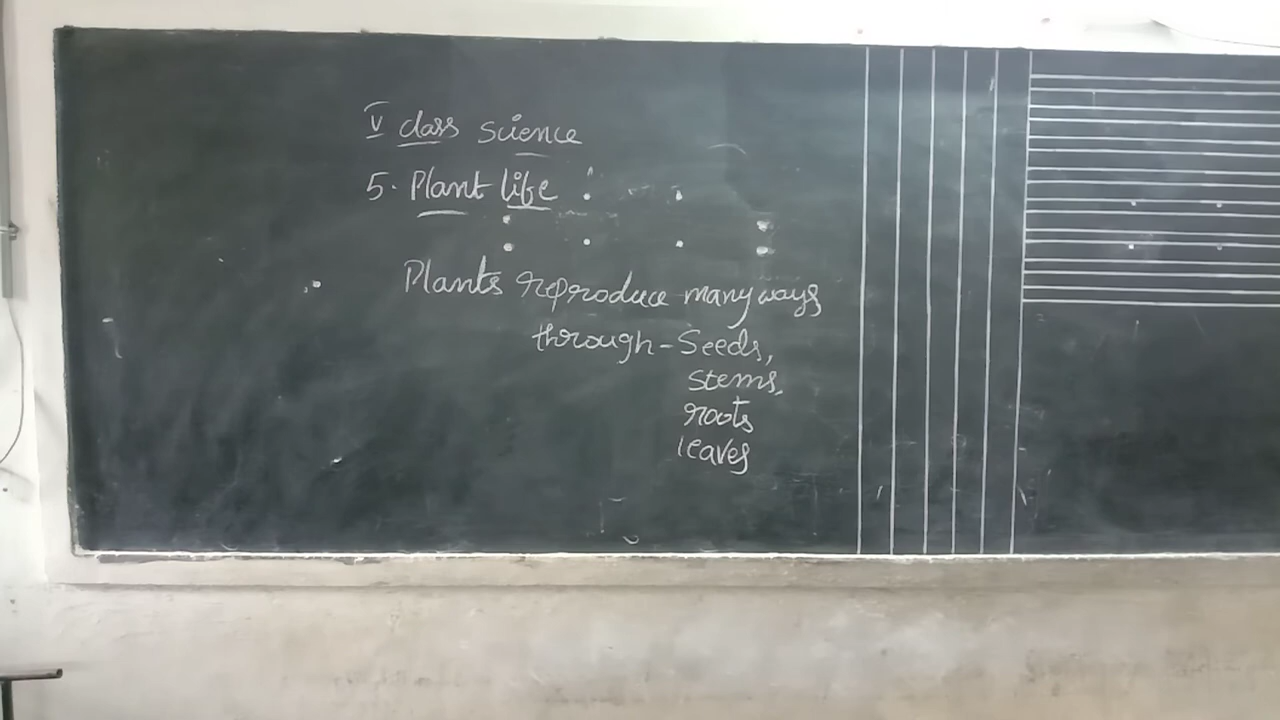 V class science
5. Plant life :
Plants reproduce many ways
through - Seeds,
stems,
roots
leaves